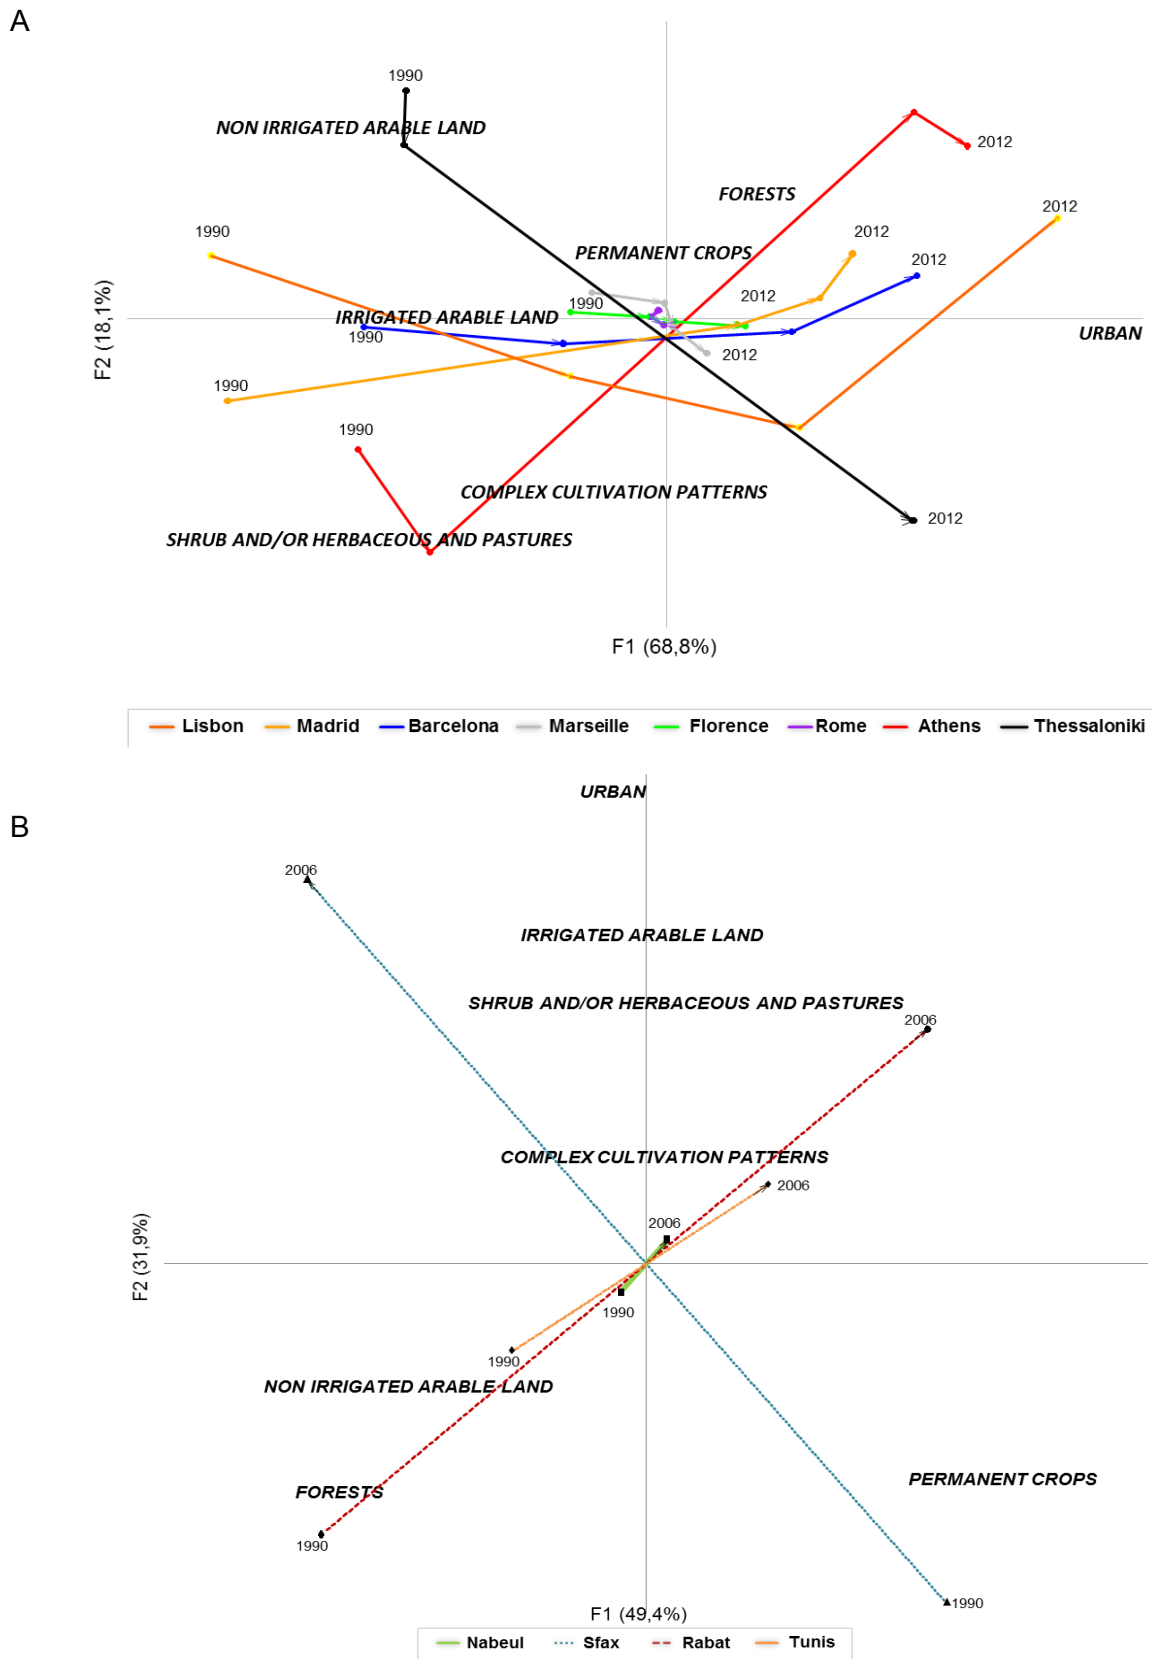 A
1990
NON IRRIGATED ARABLE LAND
2012
FORESTS
2012
1990
2012
PERMANENT CROPS
2012
1990
2012
IRRIGATED ARABLE LAND
1990
URBAN
2012
F2 (18,1%)
1990
1990
COMPLEX CULTIVATION PATTERNS
2012
SHRUB AND/OR HERBACEOUS AND PASTURES
F1 (68,8%)
Lisbon Madrid Barcelona Marseille Florence Rome Athens Thessaloniki
URBAN
B
2006
IRRIGATED ARABLE LAND
SHRUB AND/OR HERBACEOUS AND PASTURES
2006
COMPLEX CULTIVATION PATTERNS
2006
2006
F2 (31,9%)
1990
1990
NON IRRIGATED ARABLE LAND
PERMANENT CROPS
FORESTS
1990
1990
F1 (49,4%)
Nabeul Sfax Rabat Tunis